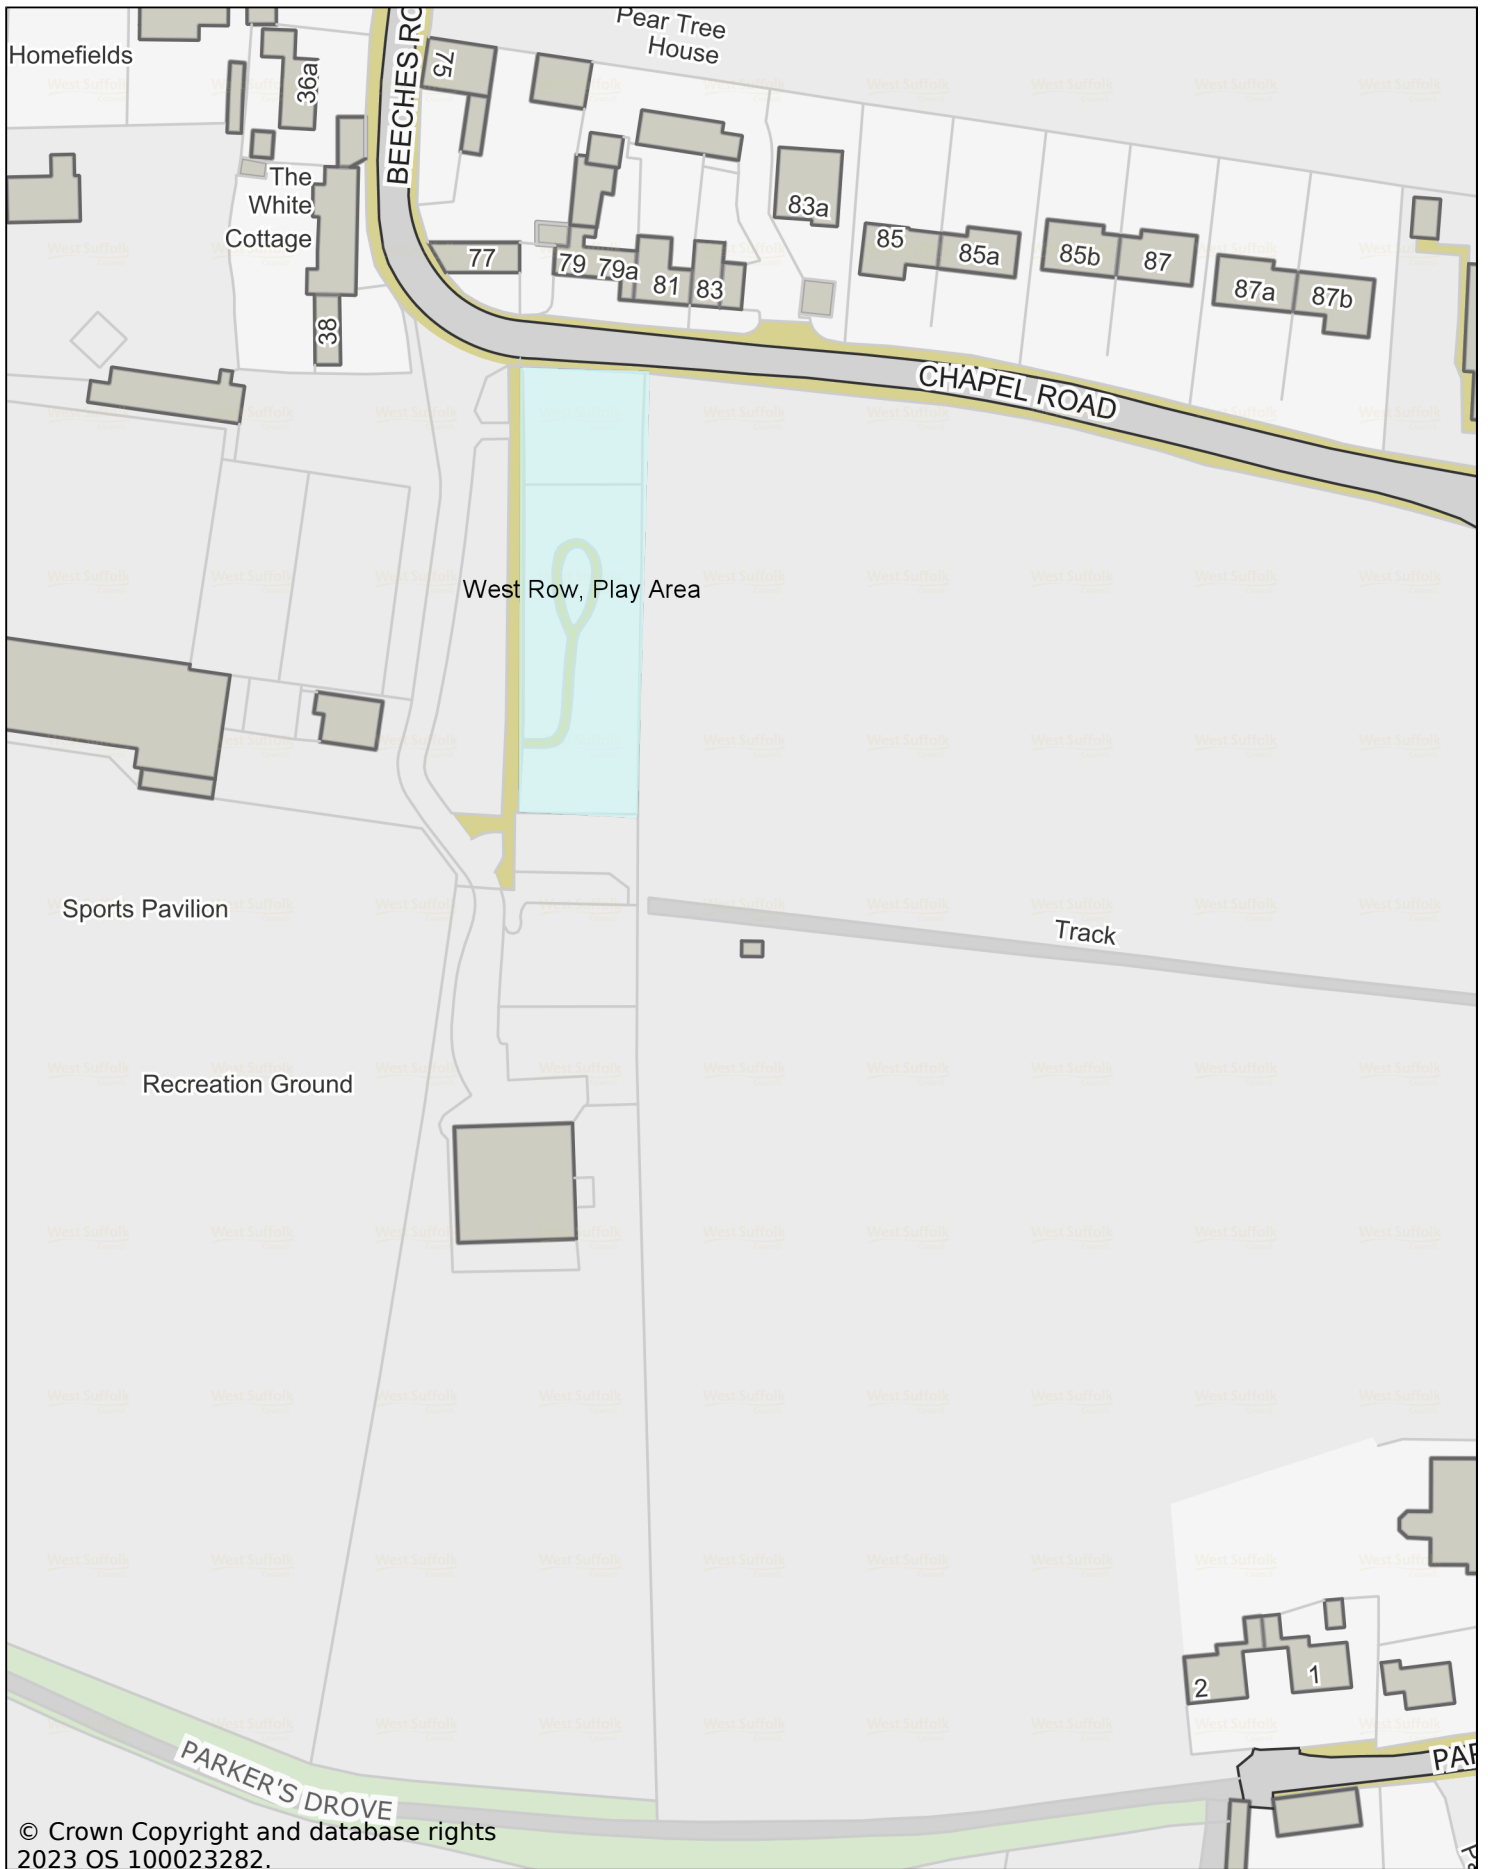 Pear Tree
House
Homefields
36a
BEECHES RO
75
The
White
Cottage
38
77
79
79a
81
83
83a
85
85a
85b
87
87a
87b
CHAPEL ROAD
West Row, Play Area
Sports Pavilion
Track
Recreation Ground
2
1
PARKER'S DROVE
PAR
© Crown Copyright and database rights
2023 OS 100023282.
West Suffolk